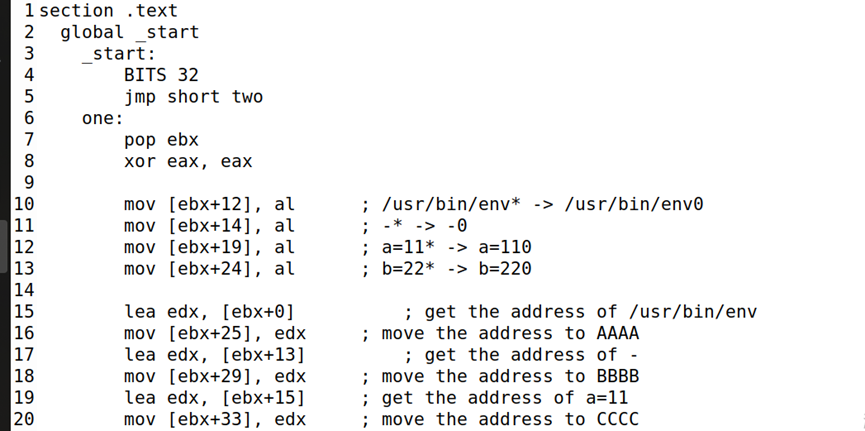 1 section .text
2 global _start
3 _start:
4 BITS 32
5 jmp short two
6 one:
7 pop ebx
8 xor eax, eax
9
10 mov [ebx+12], al ; /usr/bin/env* -> /usr/bin/env0
11 mov [ebx+14], al ; -* -> -0
12 mov [ebx+19], al ; a=11* -> a=110
13 mov [ebx+24], al ; b=22* -> b=220
14
15 lea edx, [ebx+0] ; get the address of /usr/bin/env
16 mov [ebx+25], edx ; move the address to AAAA
17 lea edx, [ebx+13] ; get the address of -
18 mov [ebx+29], edx ; move the address to BBBB
19 lea edx, [ebx+15] ; get the address of a=11
20 mov [ebx+33], edx ; move the address to CCCC